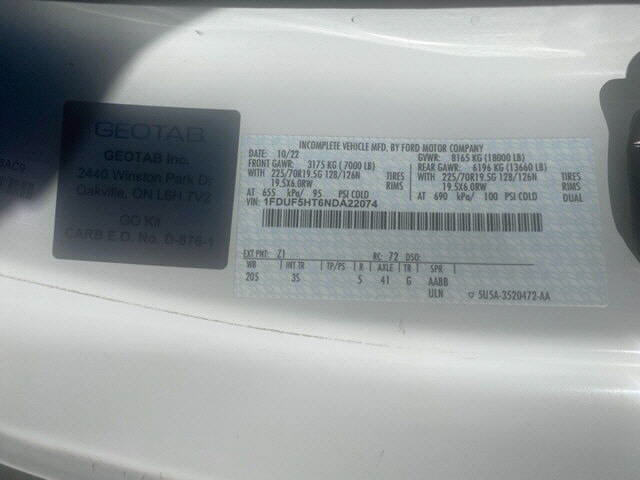 GEOTAB
GEOTAB Inc.
2440 Winston Park Dr.
Oakville, ON L6H 7V2
GO Kit
CARB E.O. No. D-876-1
INCOMPLETE VEHICLE MFD. BY FORD MOTOR COMPANY
DATE: 10/22 GVWR: 8165 KG (18000 LB)
FRONT GAWR: 3175 KG (7000 LB) REAR GAWR: 6196 KG (13660 LB)
WITH 225/70R19.5G 128/126N TIRES WITH 225/70R19.5G 128/126N TIRES
19.5X6.0RW RIMS 19.5X6.0RW RIMS
AT 655 kPa/ 95 PSI COLD AT 690 kPa/ 100 PSI COLD
VIN: 1FDUF5HT6NDA22074
EXT PNT: Z1 RC: 72 DSO:
WB INT TR TP/PS R AXLE TR SPR
205 3S 5 41 G AABB
ULN 5U5A-3520472-AA